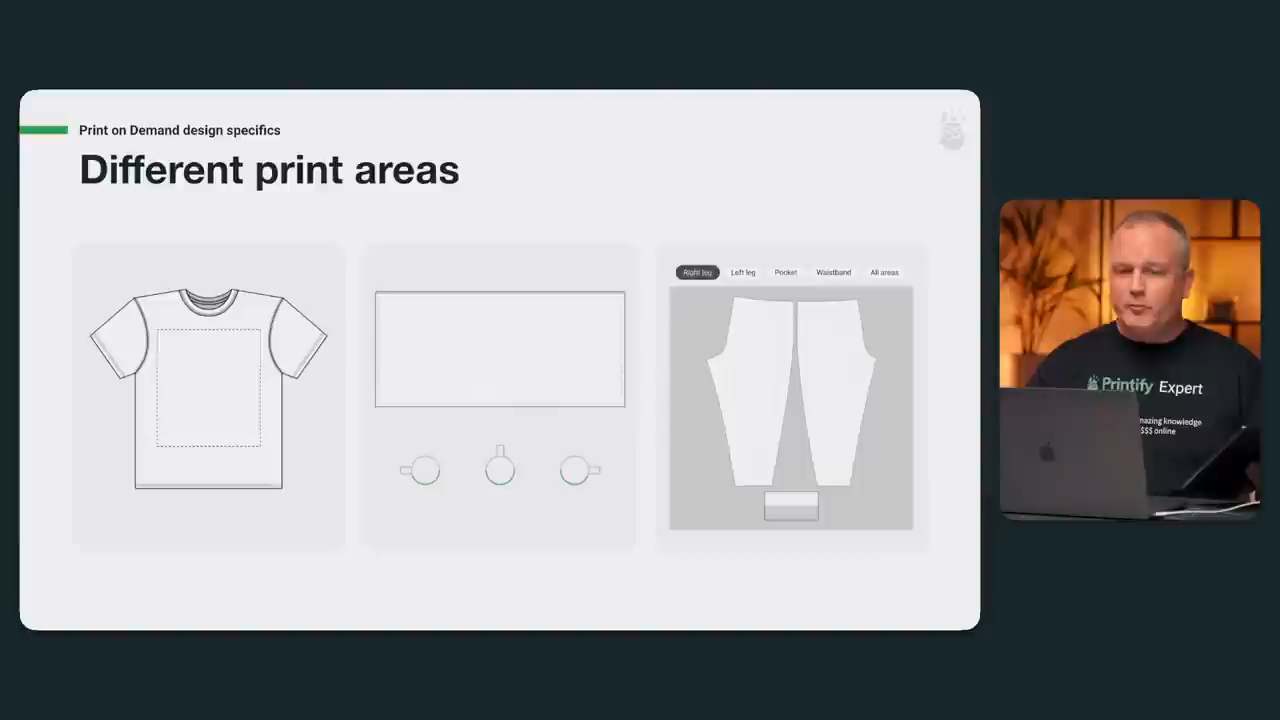 Print on Demand design specifics
Different print areas
Right leg
Left leg
Pocket
Waistband
All areas
Printify Expert
knowledge
$$$ online